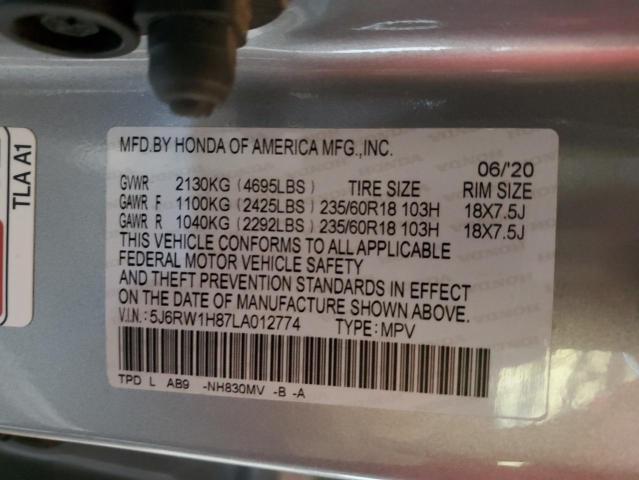 TLA A1
MFD.BY HONDA OF AMERICA MFG.,INC.
06/'20
GVWR 2130KG (4695LBS) TIRE SIZE RIM SIZE
GAWR F 1100KG (2425LBS) 235/60R18 103H 18X7.5J
GAWR R 1040KG (2292LBS) 235/60R18 103H 18X7.5J
THIS VEHICLE CONFORMS TO ALL APPLICABLE
FEDERAL MOTOR VEHICLE SAFETY
AND THEFT PREVENTION STANDARDS IN EFFECT
ON THE DATE OF MANUFACTURE SHOWN ABOVE.
V.I.N.: 5J6RW1H87LA012774 TYPE: MPV
TPD L AB9 -NH830MV -B -A